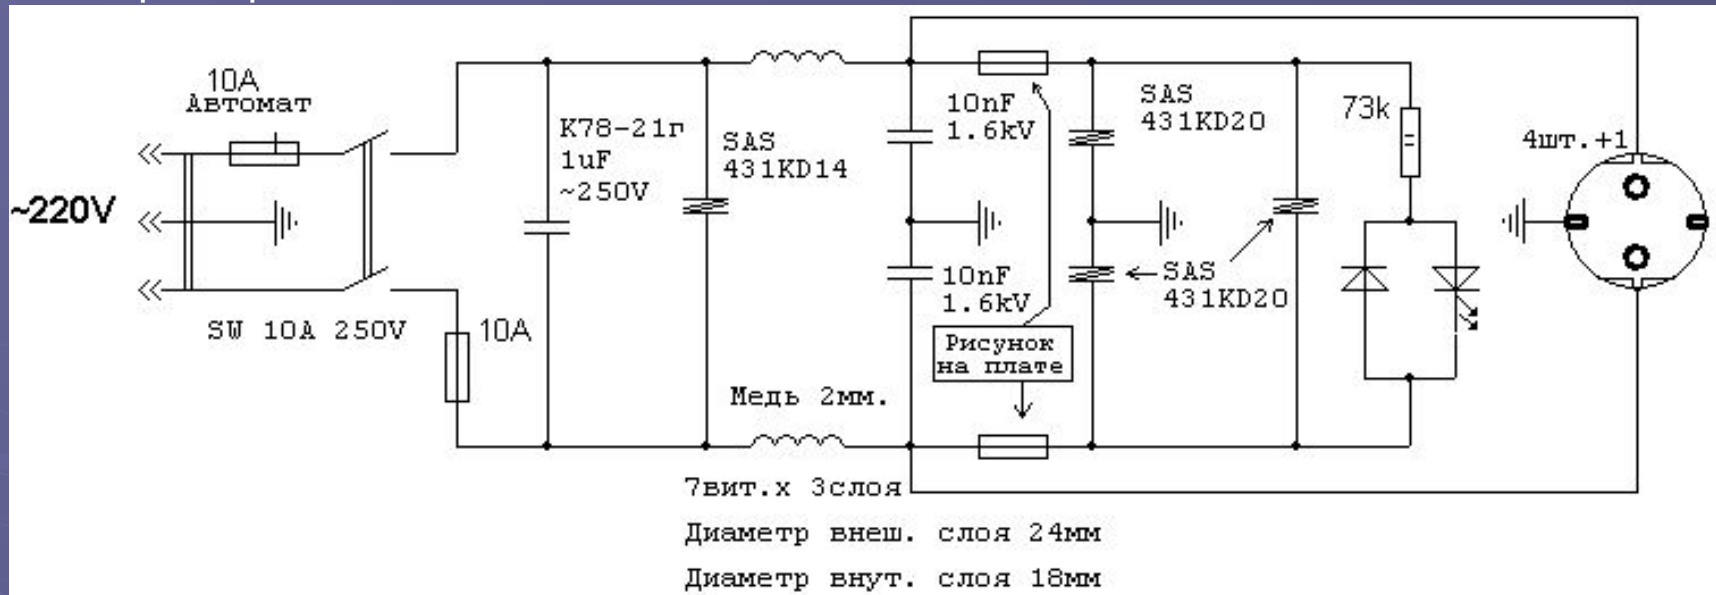 10A
Автомат
~220V
SW 10A 250V
10A
К78-21г
1uF
~250V
SAS
431KD14
10nF
1.6kV
10nF
1.6kV
SAS
431KD20
SAS
431KD20
73k
4шт.+1
Рисунок
на плате
Медь 2мм.
7вит.х 3слоя
Диаметр внеш. слоя 24мм
Диаметр внут. слоя 18мм